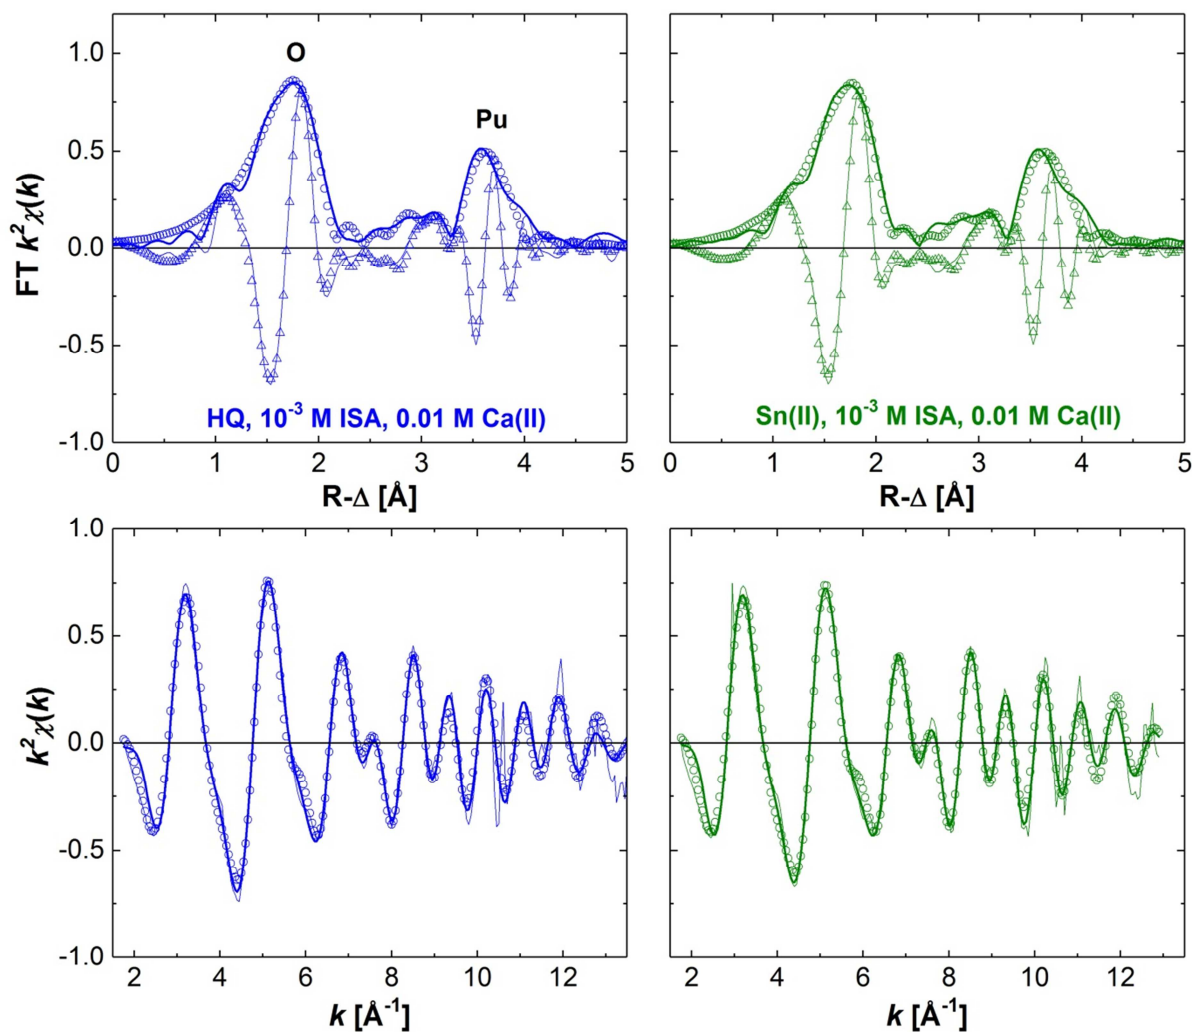 O
Pu
FT k²χ(k)
1.0
0.5
0.0
-0.5
-1.0
HQ, 10⁻³ M ISA, 0.01 M Ca(II)
Sn(II), 10⁻³ M ISA, 0.01 M Ca(II)
0 1 2 3 4 5
0 1 2 3 4 5
R-Δ [Å]
R-Δ [Å]
k²χ(k)
1.0
0.5
0.0
-0.5
-1.0
2 4 6 8 10 12
2 4 6 8 10 12
k [Å⁻¹]
k [Å⁻¹]